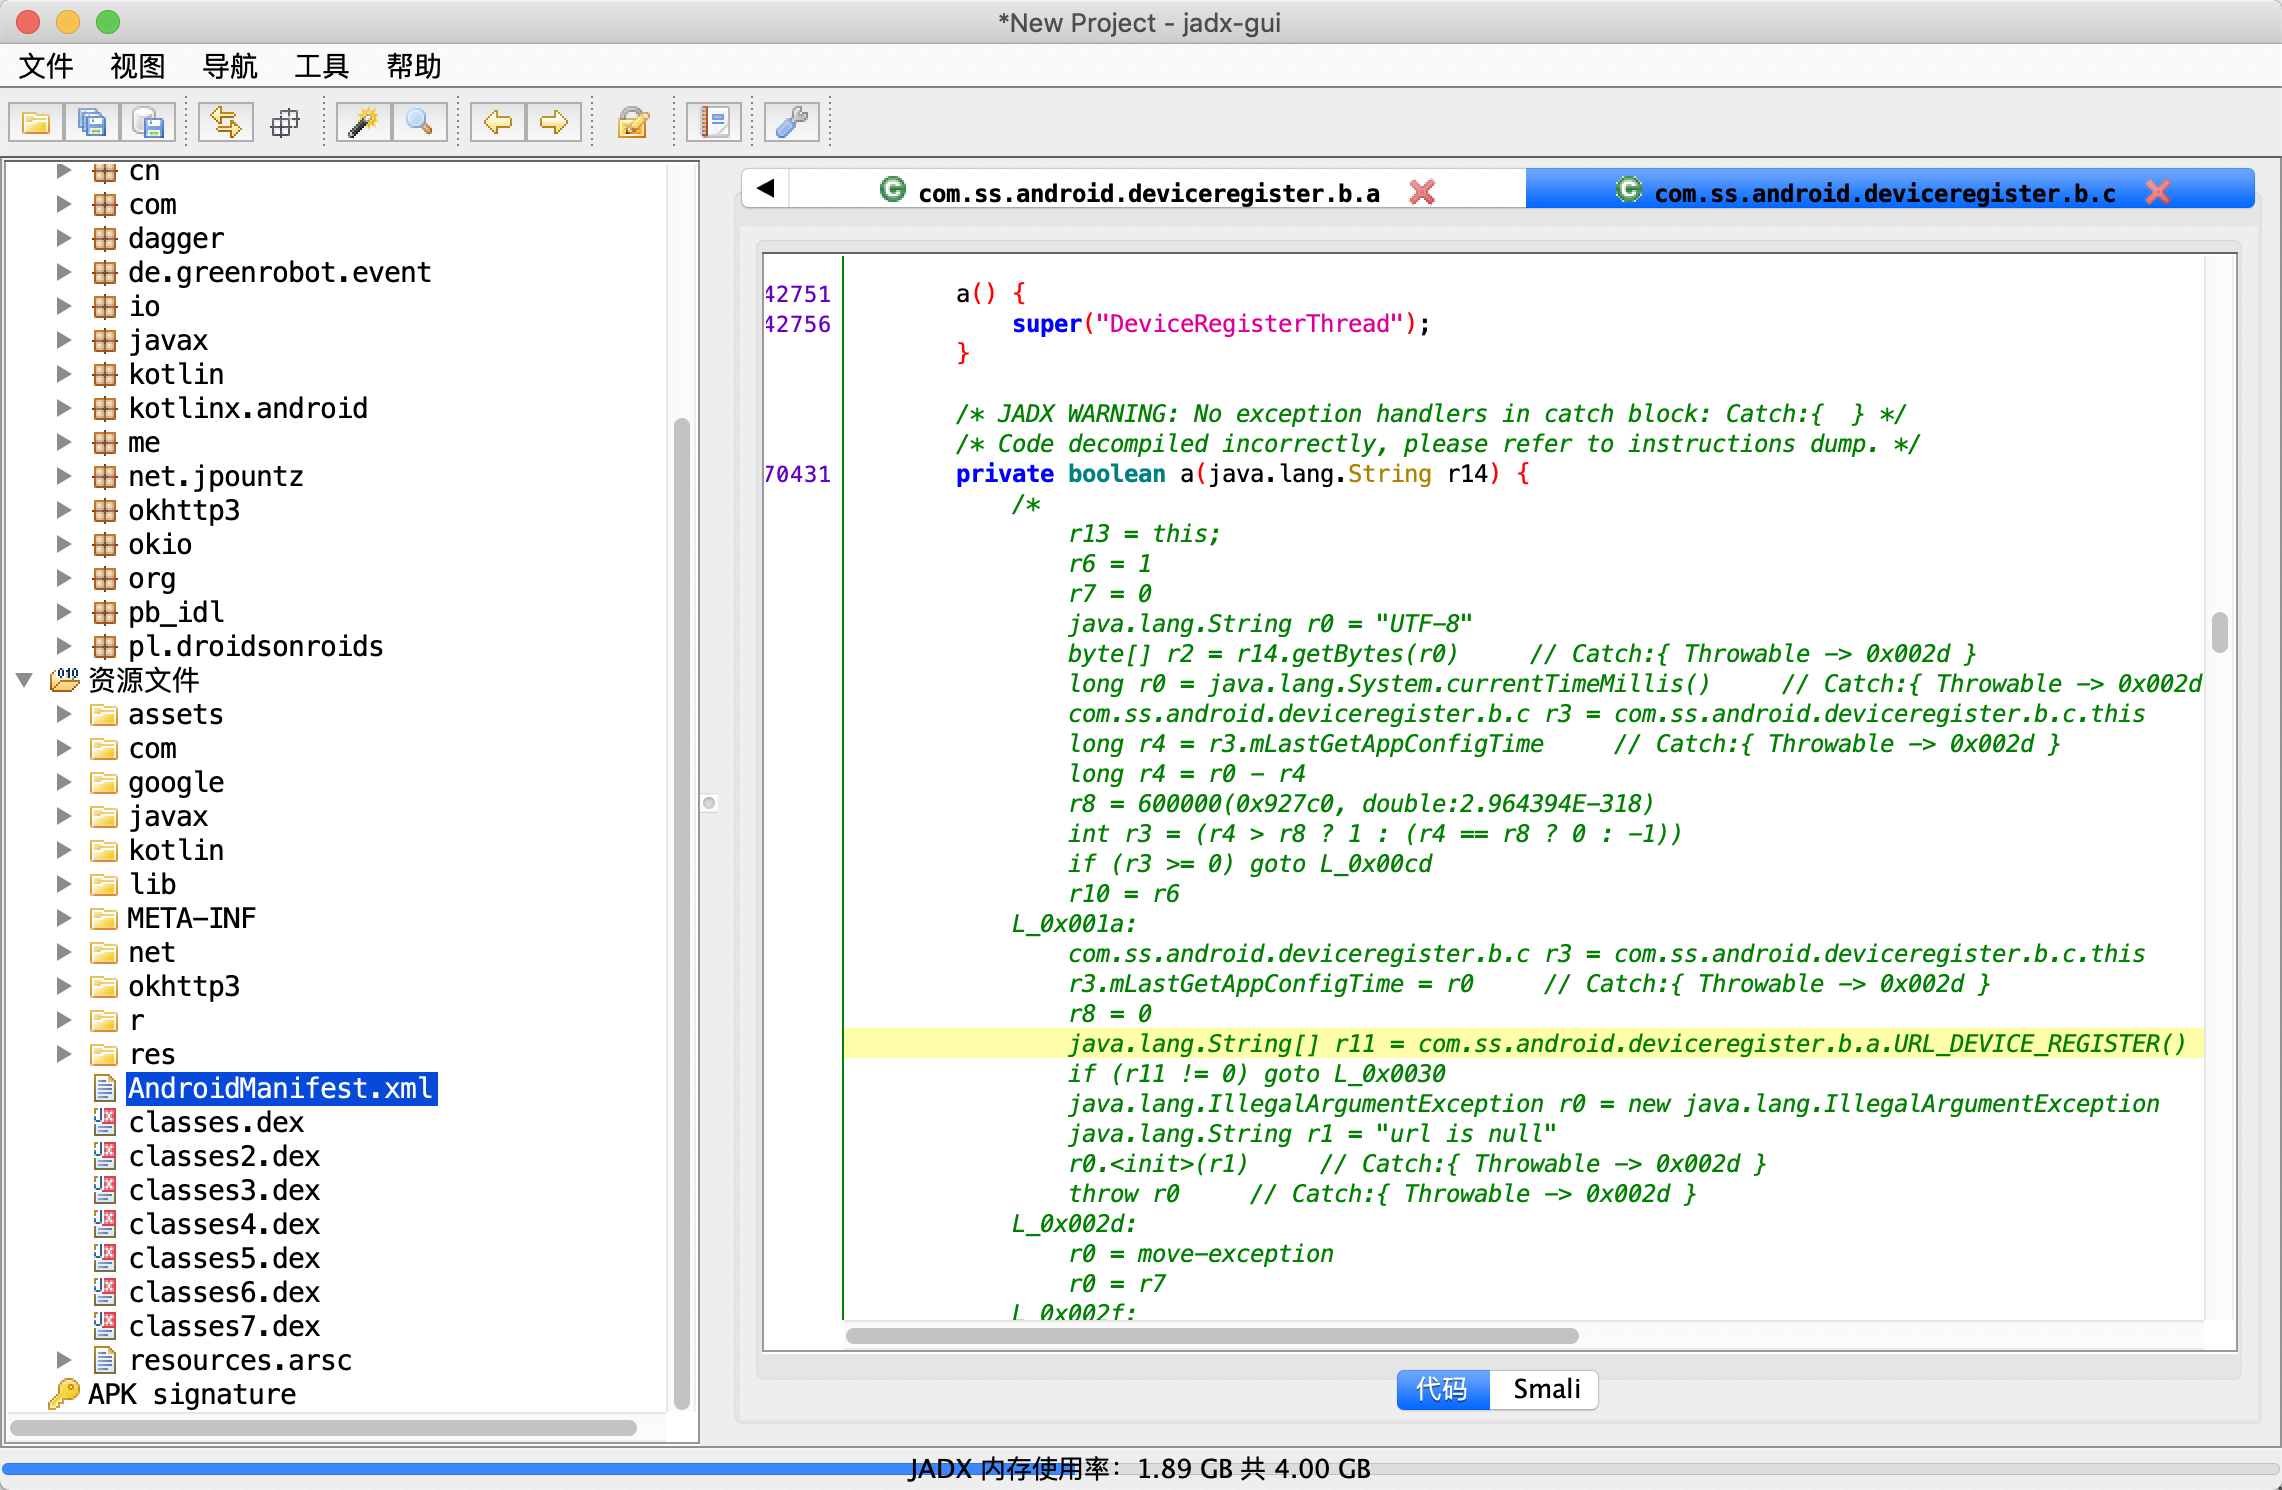 *New Project - jadx-gui
文件 视图 导航 工具 帮助
cn
com
dagger
de.greenrobot.event
io
javax
kotlin
kotlinx.android
me
net.jpountz
okhttp3
okio
org
pb_idl
pl.droidsonroids
资源文件
assets
com
google
javax
kotlin
lib
META-INF
net
okhttp3
r
res
AndroidManifest.xml
classes.dex
classes2.dex
classes3.dex
classes4.dex
classes5.dex
classes6.dex
classes7.dex
resources.arsc
APK signature
com.ss.android.deviceregister.b.a com.ss.android.deviceregister.b.c
42751 a() {
42756 super("DeviceRegisterThread");
}
/* JADX WARNING: No exception handlers in catch block: Catch:{  } */
/* Code decompiled incorrectly, please refer to instructions dump. */
70431 private boolean a(java.lang.String r14) {
/*
r13 = this;
r6 = 1
r7 = 0
java.lang.String r0 = "UTF-8"
byte[] r2 = r14.getBytes(r0)     // Catch:{ Throwable -> 0x002d }
long r0 = java.lang.System.currentTimeMillis()     // Catch:{ Throwable -> 0x002d
com.ss.android.deviceregister.b.c r3 = com.ss.android.deviceregister.b.c.this
long r4 = r3.mLastGetAppConfigTime     // Catch:{ Throwable -> 0x002d }
long r4 = r0 - r4
r8 = 600000(0x927c0, double:2.964394E-318)
int r3 = (r4 > r8 ? 1 : (r4 == r8 ? 0 : -1))
if (r3 >= 0) goto L_0x00cd
r10 = r6
L_0x001a:
com.ss.android.deviceregister.b.c r3 = com.ss.android.deviceregister.b.c.this
r3.mLastGetAppConfigTime = r0     // Catch:{ Throwable -> 0x002d }
r8 = 0
java.lang.String[] r11 = com.ss.android.deviceregister.b.a.URL_DEVICE_REGISTER()
if (r11 != 0) goto L_0x0030
java.lang.IllegalArgumentException r0 = new java.lang.IllegalArgumentException
java.lang.String r1 = "url is null"
r0.<init>(r1)     // Catch:{ Throwable -> 0x002d }
throw r0     // Catch:{ Throwable -> 0x002d }
L_0x002d:
r0 = move-exception
r0 = r7
L_0x002f:
代码 Smali
JADX 内存使用率：1.89 GB 共 4.00 GB